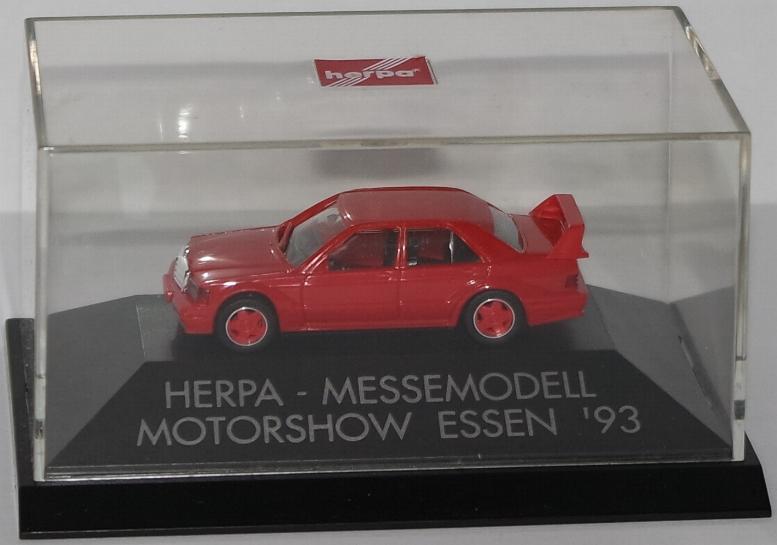 herpa
HERPA - MESSEMODELL
MOTORSHOW ESSEN '93